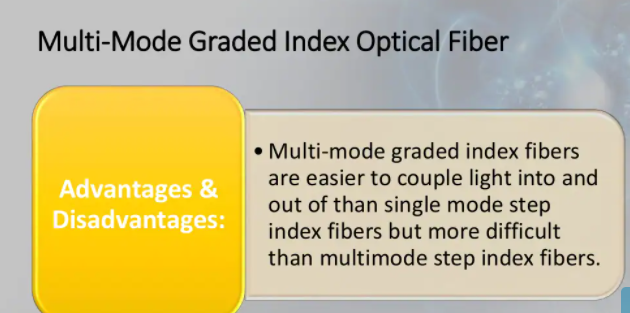 Multi-Mode Graded Index Optical Fiber
Advantages &
Disadvantages:
• Multi-mode graded index fibers
are easier to couple light into and
out of than single mode step
index fibers but more difficult
than multimode step index fibers.